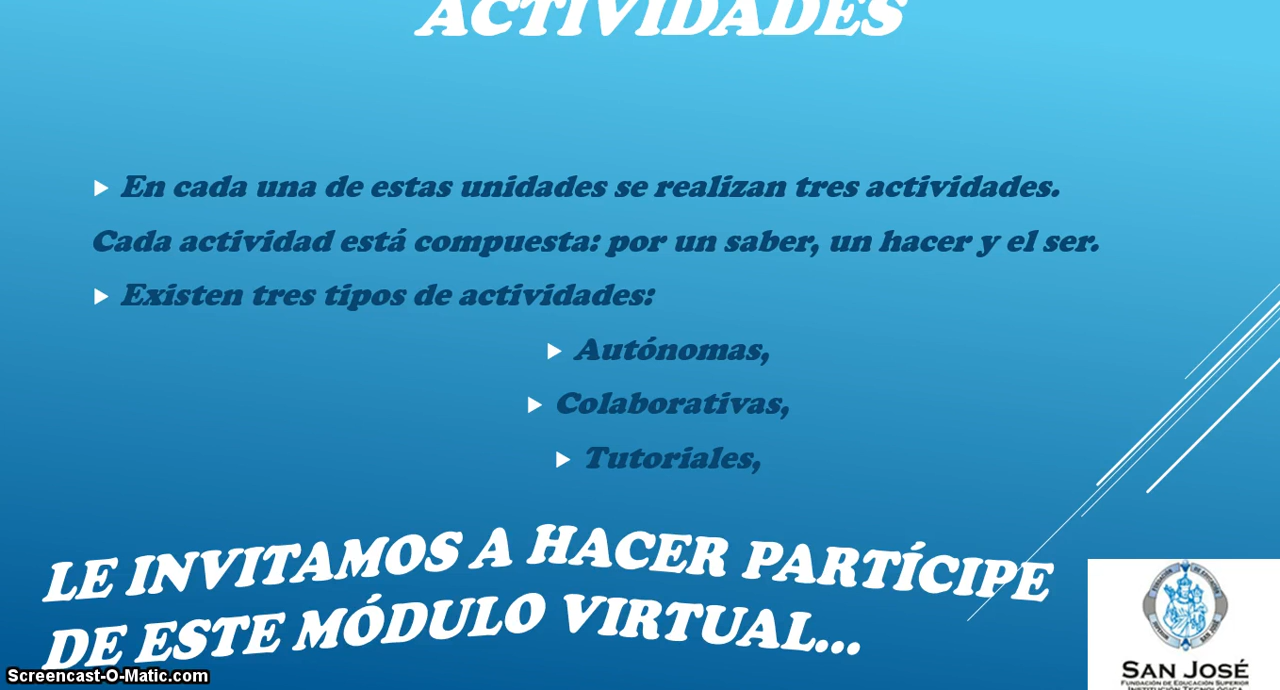 ACTIVIDADES
En cada una de estas unidades se realizan tres actividades.
Cada actividad está compuesta: por un saber, un hacer y el ser.
Existen tres tipos de actividades:
Autónomas,
Colaborativas,
Tutoriales,
LE INVITAMOS A HACER PARTÍCIPE
DE ESTE MÓDULO VIRTUAL...
Screencast-O-Matic.com
SAN JOSÉ
FUNDACIÓN DE EDUCACIÓN SUPERIOR